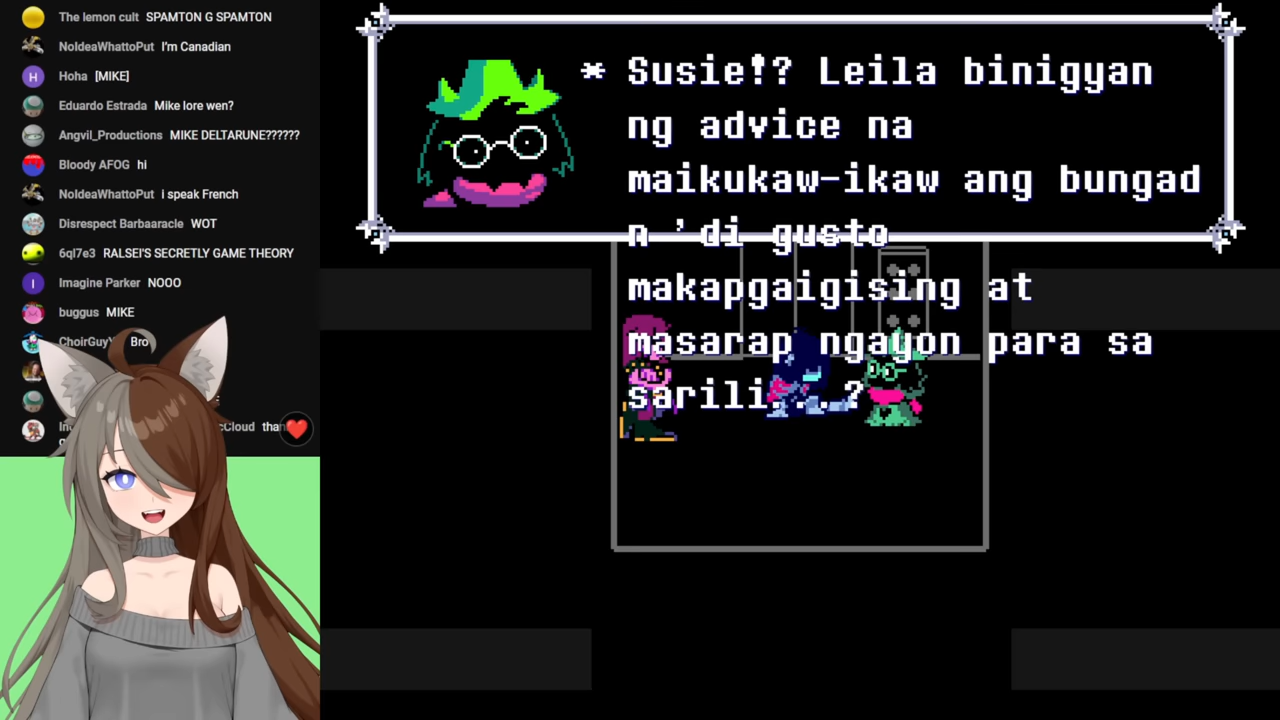 The lemon cult SPAMTON G SPAMTON
NoIdeaWhattoPut I'm Canadian
H Hoha [MIKE]
Eduardo Estrada Mike lore wen?
Angvil_Productions MIKE DELTARUNE??????
Bloody AFOG hi
NoIdeaWhattoPut i speak French
Disrespect Barbaaracle WOT
6ql7e3 RALSEI'S SECRETLY GAME THEORY
I Imagine Parker NOOO
buggus MIKE
Bro
* Susie!? Leila binigyan
ng advice na
maikukaw-ikaw ang bungad
n 'di gusto
makapgaigising at
masarap ngayon para sa
sarili...?